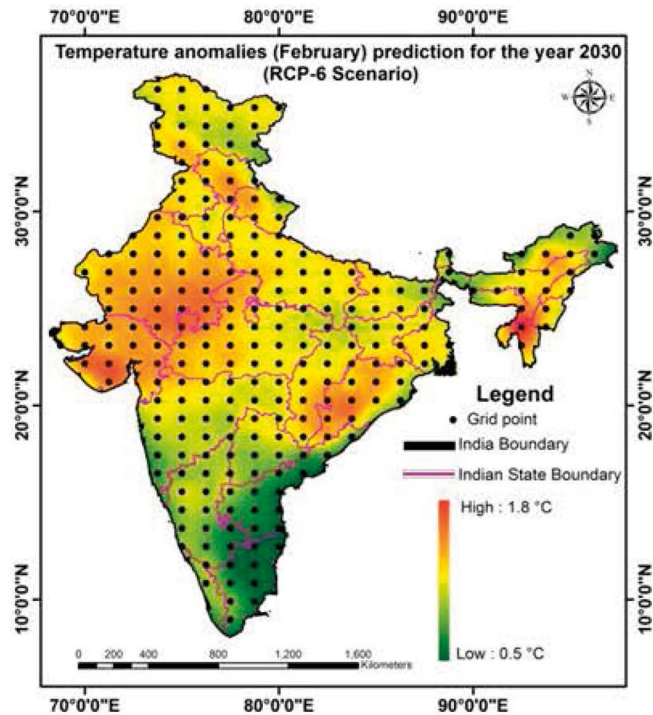 70°0'0"E 80°0'0"E 90°0'0"E
Temperature anomalies (February) prediction for the year 2030
(RCP-6 Scenario)
N
W E
S
30°0'0"N 30°0'0"N
20°0'0"N 20°0'0"N
10°0'0"N 10°0'0"N
Legend
Grid point
India Boundary
Indian State Boundary
High : 1.8 °C
Low : 0.5 °C
0 200 400 800 1,200 1,600
Kilometers
70°0'0"E 80°0'0"E 90°0'0"E